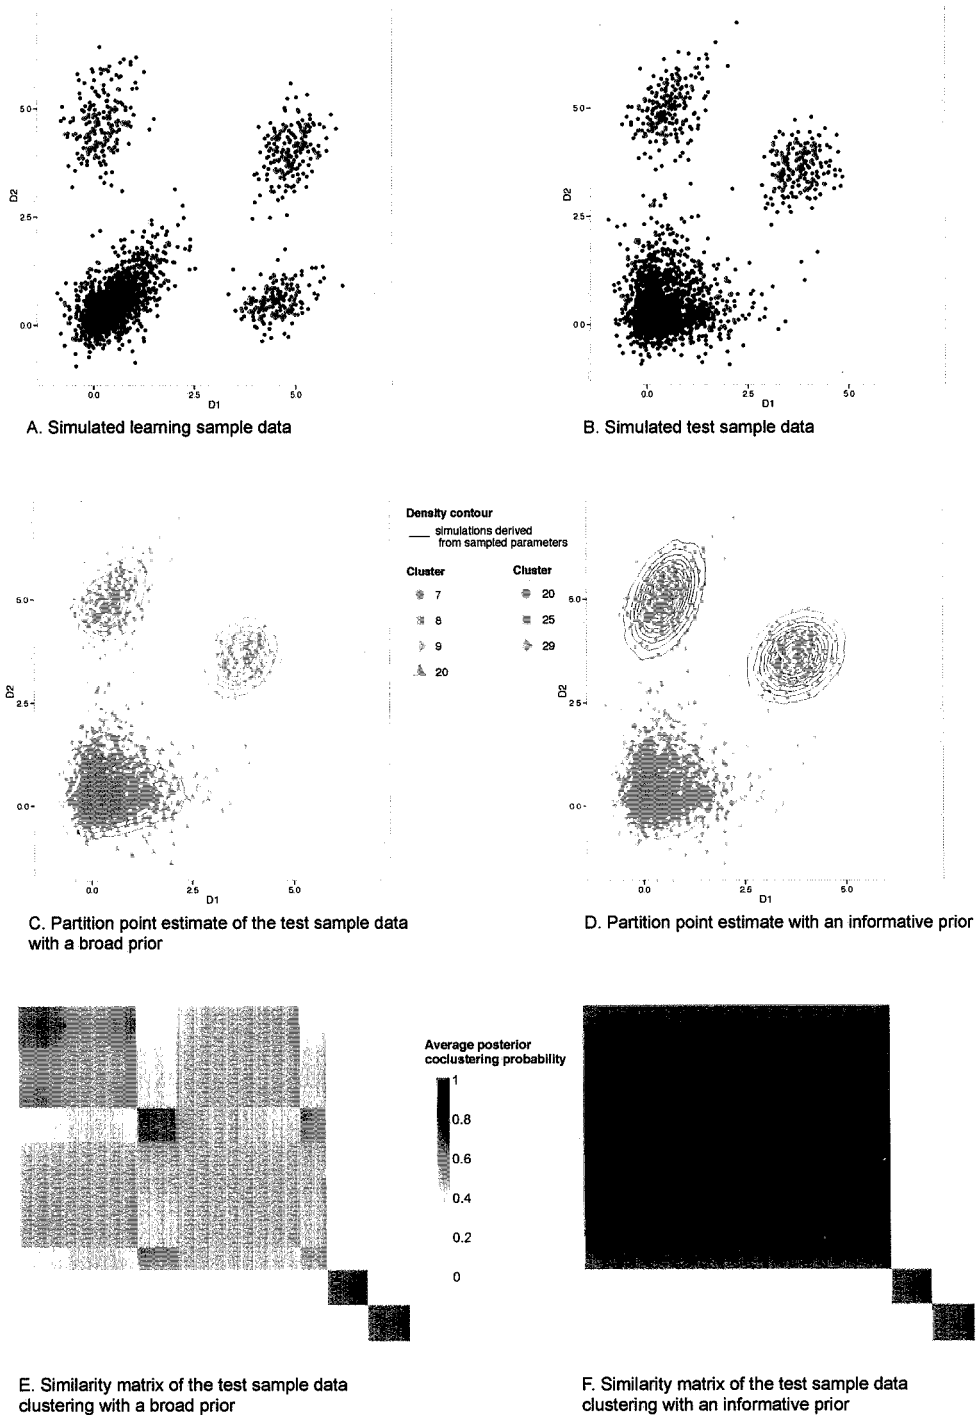 5.0
D2
2.5
0.0
0.0 2.5 5.0
D1
A. Simulated learning sample data
5.0
D2
2.5
0.0
0.0 2.5 5.0
D1
B. Simulated test sample data
5.0
D2
2.5
0.0
0.0 2.5 5.0
D1
C. Partition point estimate of the test sample data
with a broad prior
Density contour
simulations derived
from sampled parameters
Cluster
7
8
9
20
Cluster
20
25
29
5.0
D2
2.5
0.0
0.0 2.5 5.0
D1
D. Partition point estimate with an informative prior
Average posterior
coclustering probability
1
0.8
0.6
0.4
0.2
0
E. Similarity matrix of the test sample data
clustering with a broad prior
F. Similarity matrix of the test sample data
clustering with an informative prior